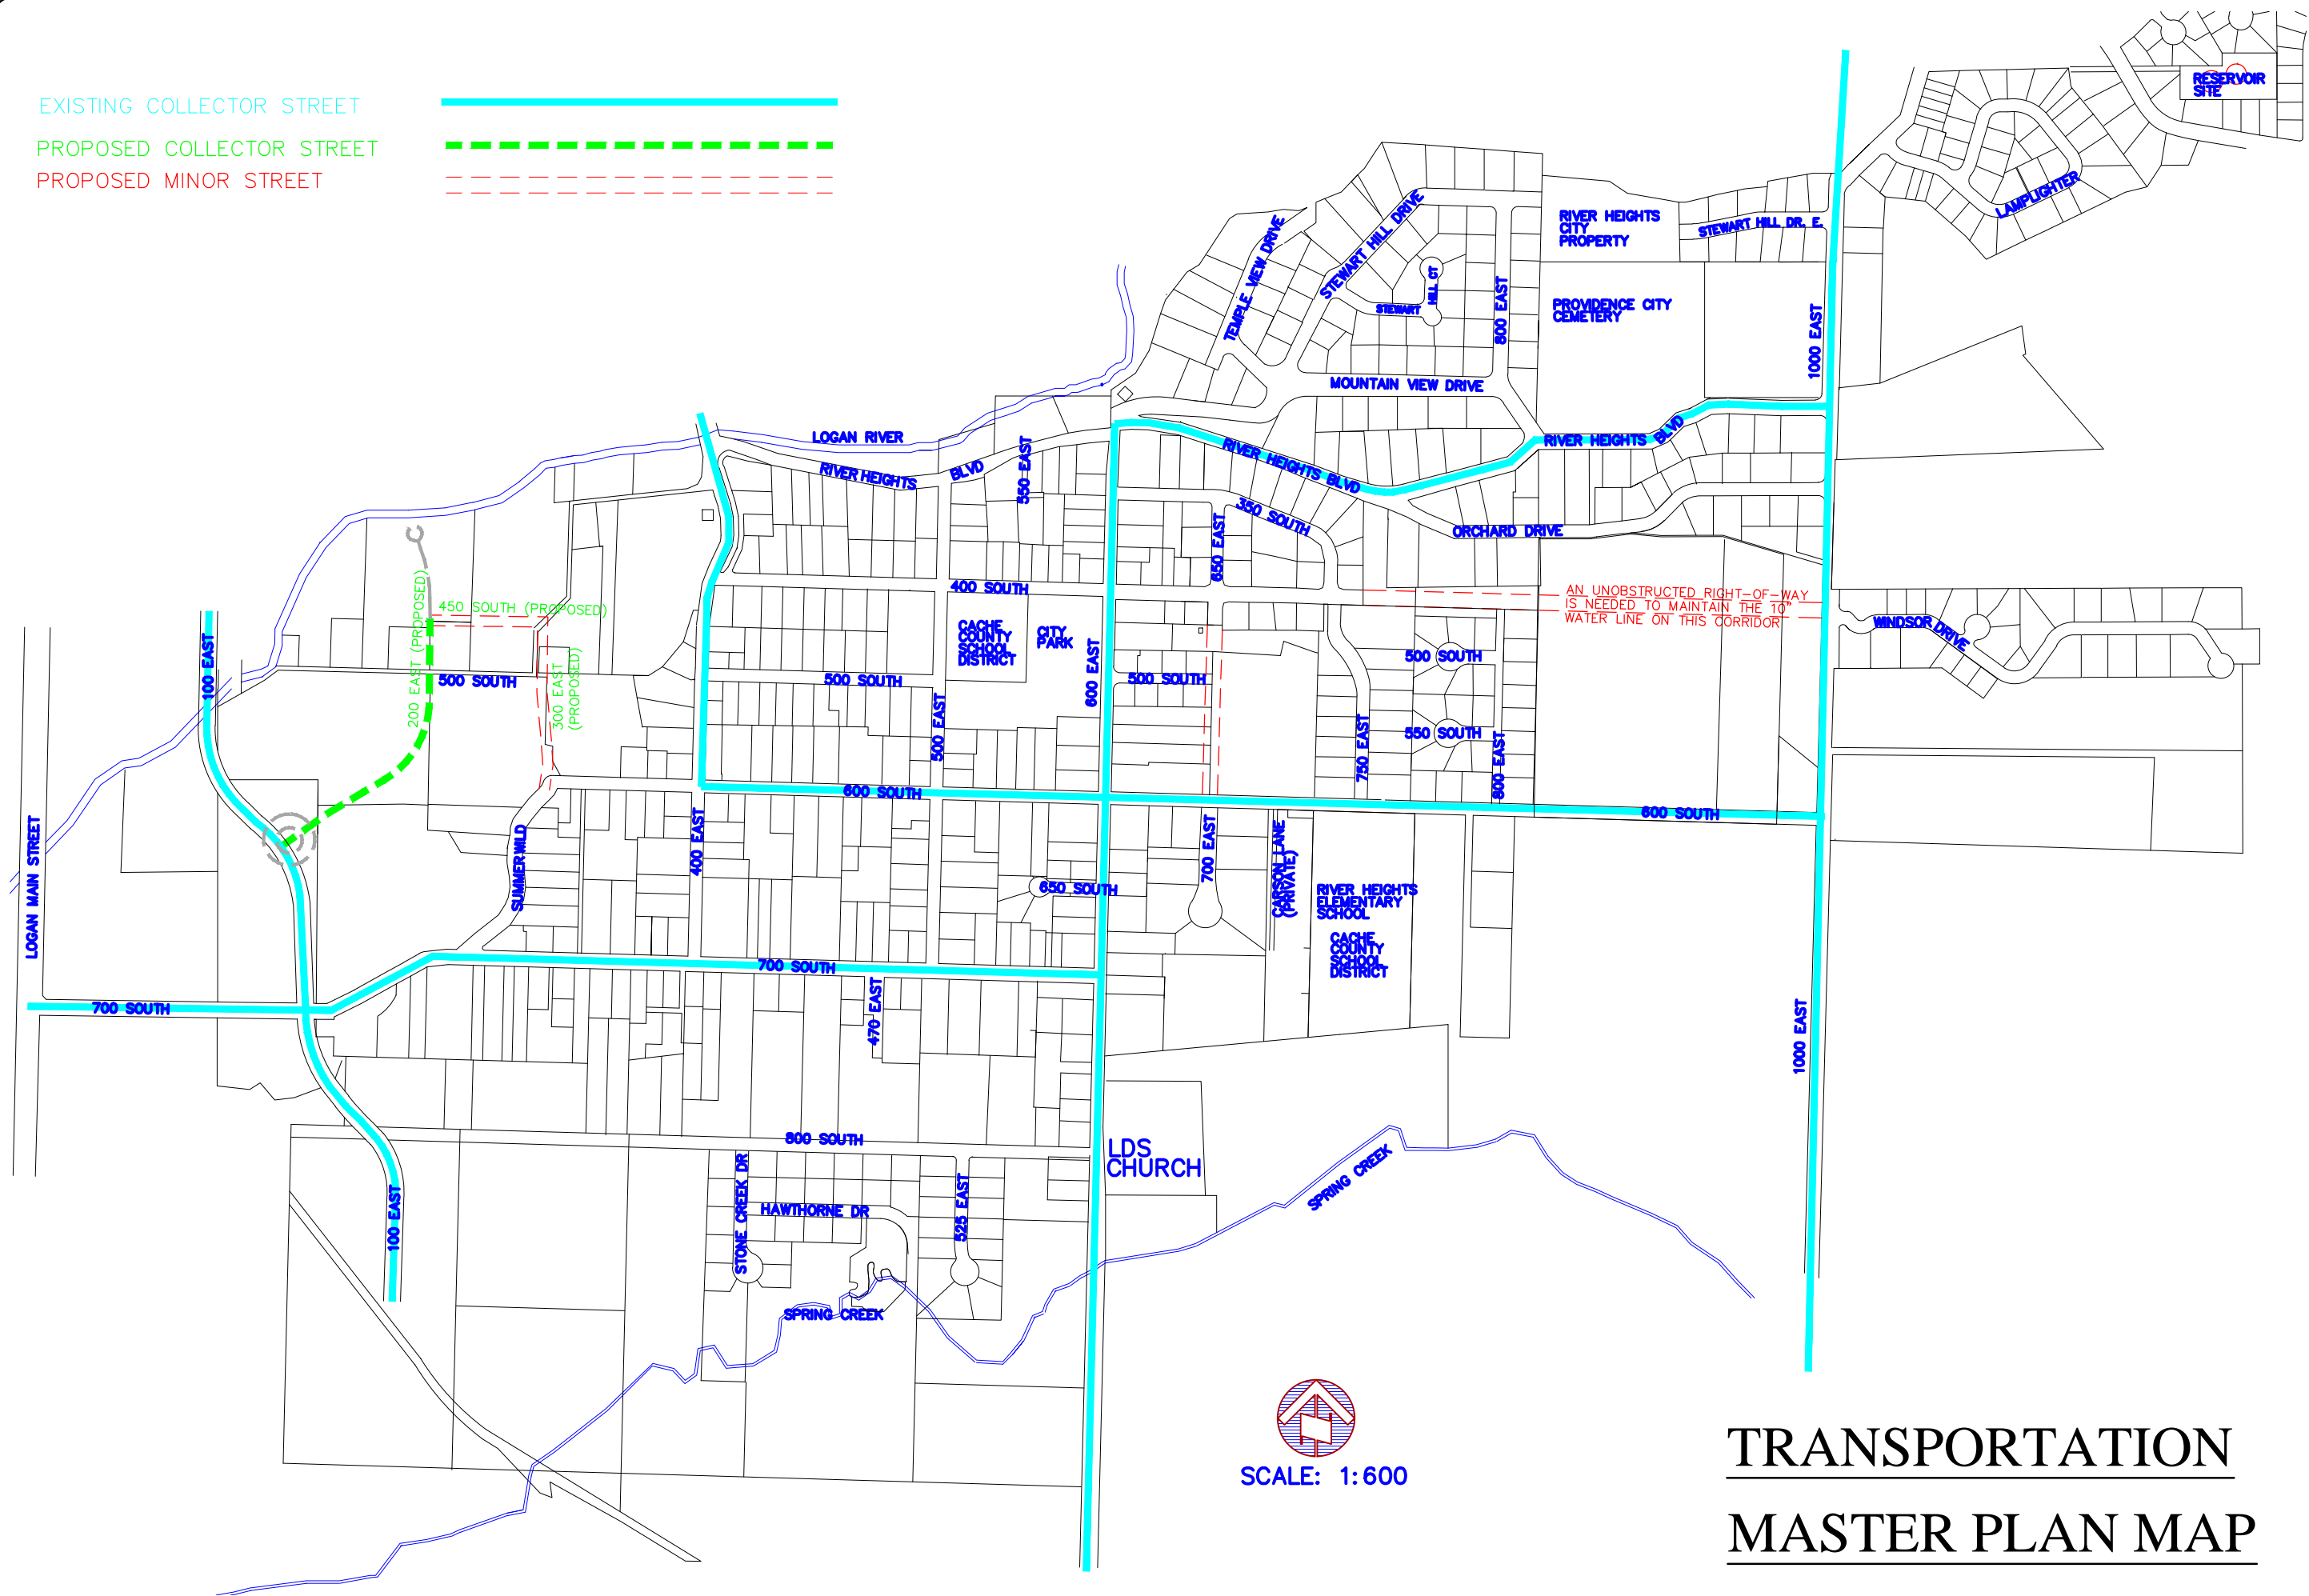 EXISTING COLLECTOR STREET
PROPOSED COLLECTOR STREET
PROPOSED MINOR STREET
RESERVOIR
SITE
LAMPLIGHTER
STEWART HILL DR. E.
RIVER HEIGHTS
CITY
PROPERTY
TEMPLE VIEW DRIVE
STEWART HILL DRIVE
STEWART
HILL CT
800 EAST
PROVIDENCE CITY
CEMETERY
1000 EAST
MOUNTAIN VIEW DRIVE
LOGAN RIVER
RIVER HEIGHTS
BLVD
550 EAST
RIVER HEIGHTS BLVD
RIVER HEIGHTS
BLVD
350 SOUTH
650 EAST
ORCHARD DRIVE
400 SOUTH
450 SOUTH (PROPOSED)
200 EAST (PROPOSED)
300 EAST
(PROPOSED)
AN UNOBSTRUCTED RIGHT-OF-WAY
IS NEEDED TO MAINTAIN THE 10"
WATER LINE ON THIS CORRIDOR
WINDSOR DRIVE
CACHE
COUNTY
SCHOOL
DISTRICT
CITY
PARK
600 EAST
100 EAST
500 SOUTH
500 SOUTH
500 SOUTH
500 SOUTH
550 SOUTH
500 EAST
750 EAST
800 EAST
600 SOUTH
600 SOUTH
LOGAN MAIN STREET
SUMMERWILD
400 EAST
700 EAST
CARSON LANE
(PRIVATE)
650 SOUTH
RIVER HEIGHTS
ELEMENTARY
SCHOOL
CACHE
COUNTY
SCHOOL
DISTRICT
700 SOUTH
700 SOUTH
470 EAST
1000 EAST
800 SOUTH
LDS
CHURCH
STONE CREEK DR
HAWTHORNE DR
525 EAST
100 EAST
SPRING CREEK
SPRING CREEK
SCALE: 1:600
TRANSPORTATION
MASTER PLAN MAP